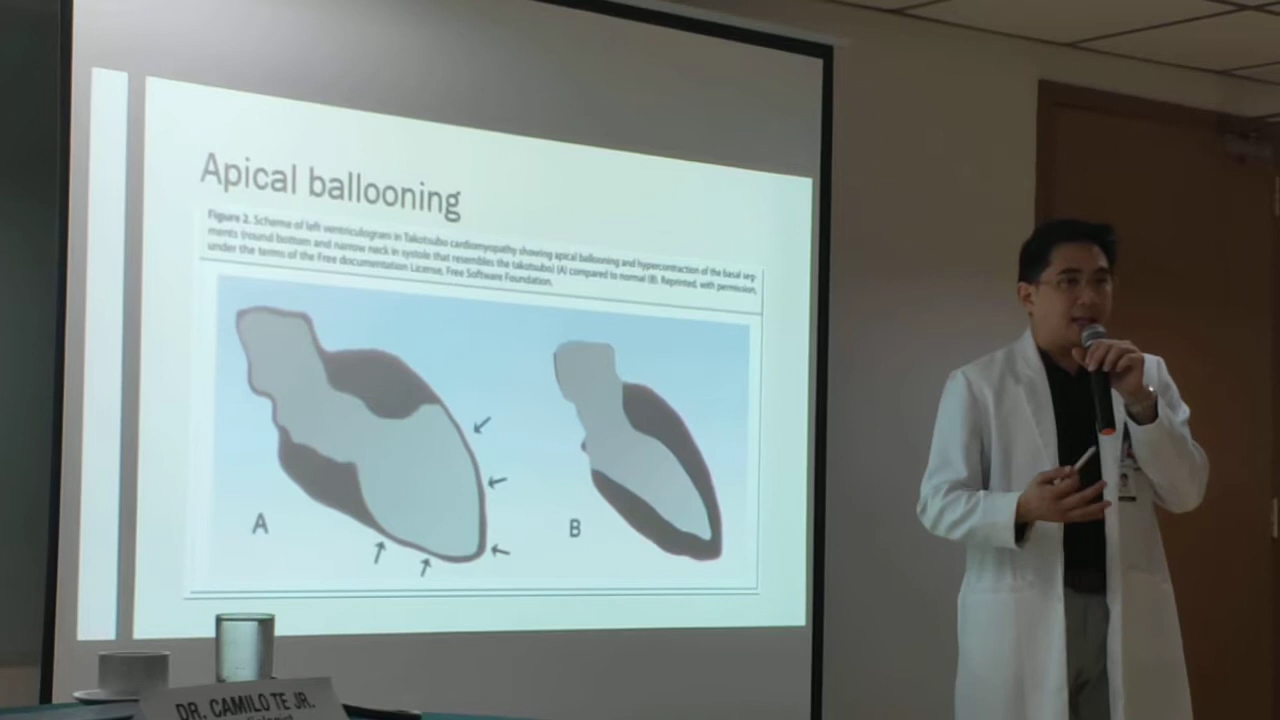 Apical ballooning
Figure 2. Scheme of left ventriculogram in Takotsubo cardiomyopathy showing apical ballooning and hypercontraction of the basal seg-
ments (round bottom and narrow neck in systole that resembles the takotsubo) (A) compared to normal (B). Reprinted, with permission,
under the terms of the Free documentation License, Free Software Foundation.
A
B
DR. CAMILO TE JR.